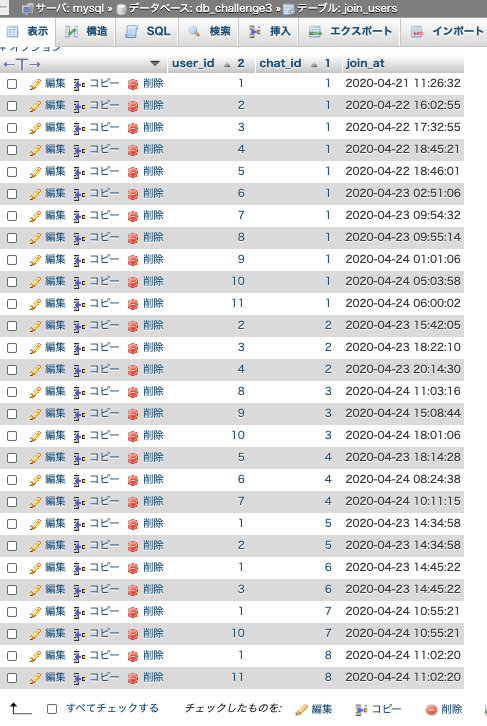 サーバ: mysql » データベース: db_challenge3 » テーブル: join_users
表示 構造 SQL 検索 挿入 エクスポート インポート
+ オプション
←T→ user_id 2 chat_id 1 join_at
編集 コピー 削除 1 1 2020-04-21 11:26:32
編集 コピー 削除 2 1 2020-04-22 16:02:55
編集 コピー 削除 3 1 2020-04-22 17:32:55
編集 コピー 削除 4 1 2020-04-22 18:45:21
編集 コピー 削除 5 1 2020-04-22 18:46:01
編集 コピー 削除 6 1 2020-04-23 02:51:06
編集 コピー 削除 7 1 2020-04-23 09:54:32
編集 コピー 削除 8 1 2020-04-23 09:55:14
編集 コピー 削除 9 1 2020-04-24 01:01:06
編集 コピー 削除 10 1 2020-04-24 05:03:58
編集 コピー 削除 11 1 2020-04-24 06:00:02
編集 コピー 削除 2 2 2020-04-23 15:42:05
編集 コピー 削除 3 2 2020-04-23 18:22:10
編集 コピー 削除 4 2 2020-04-23 20:14:30
編集 コピー 削除 8 3 2020-04-24 11:03:16
編集 コピー 削除 9 3 2020-04-24 15:08:44
編集 コピー 削除 10 3 2020-04-24 18:01:06
編集 コピー 削除 5 4 2020-04-23 18:14:28
編集 コピー 削除 6 4 2020-04-24 08:24:38
編集 コピー 削除 7 4 2020-04-24 10:11:15
編集 コピー 削除 1 5 2020-04-23 14:34:58
編集 コピー 削除 2 5 2020-04-23 14:34:58
編集 コピー 削除 1 6 2020-04-23 14:45:22
編集 コピー 削除 3 6 2020-04-23 14:45:22
編集 コピー 削除 1 7 2020-04-24 10:55:21
編集 コピー 削除 10 7 2020-04-24 10:55:21
編集 コピー 削除 1 8 2020-04-24 11:02:20
編集 コピー 削除 11 8 2020-04-24 11:02:20
すべてチェックする チェックしたものを: 編集 コピー 削除